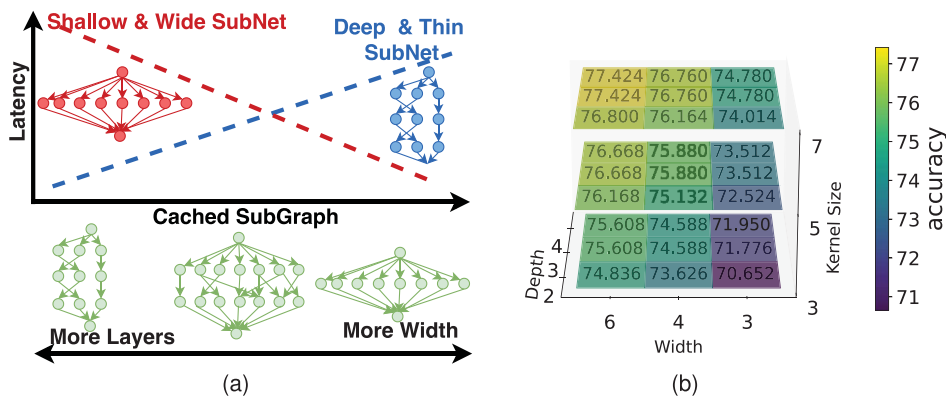 Shallow & Wide SubNet
Deep & Thin
SubNet
Latency
Cached SubGraph
More Layers
More Width
(a)
77.424 76.760 74.780
77.424 76.760 74.780
76.800 76.164 74.014
76.668 75.880 73.512
76.668 75.880 73.512
76.168 75.132 72.524
75.608 74.588 71.950
75.608 74.588 71.776
74.836 73.626 70.652
Depth
4
3
2
6
4
3
Width
7
5
3
Kernel Size
77
76
75
74
73
72
71
accuracy
(b)